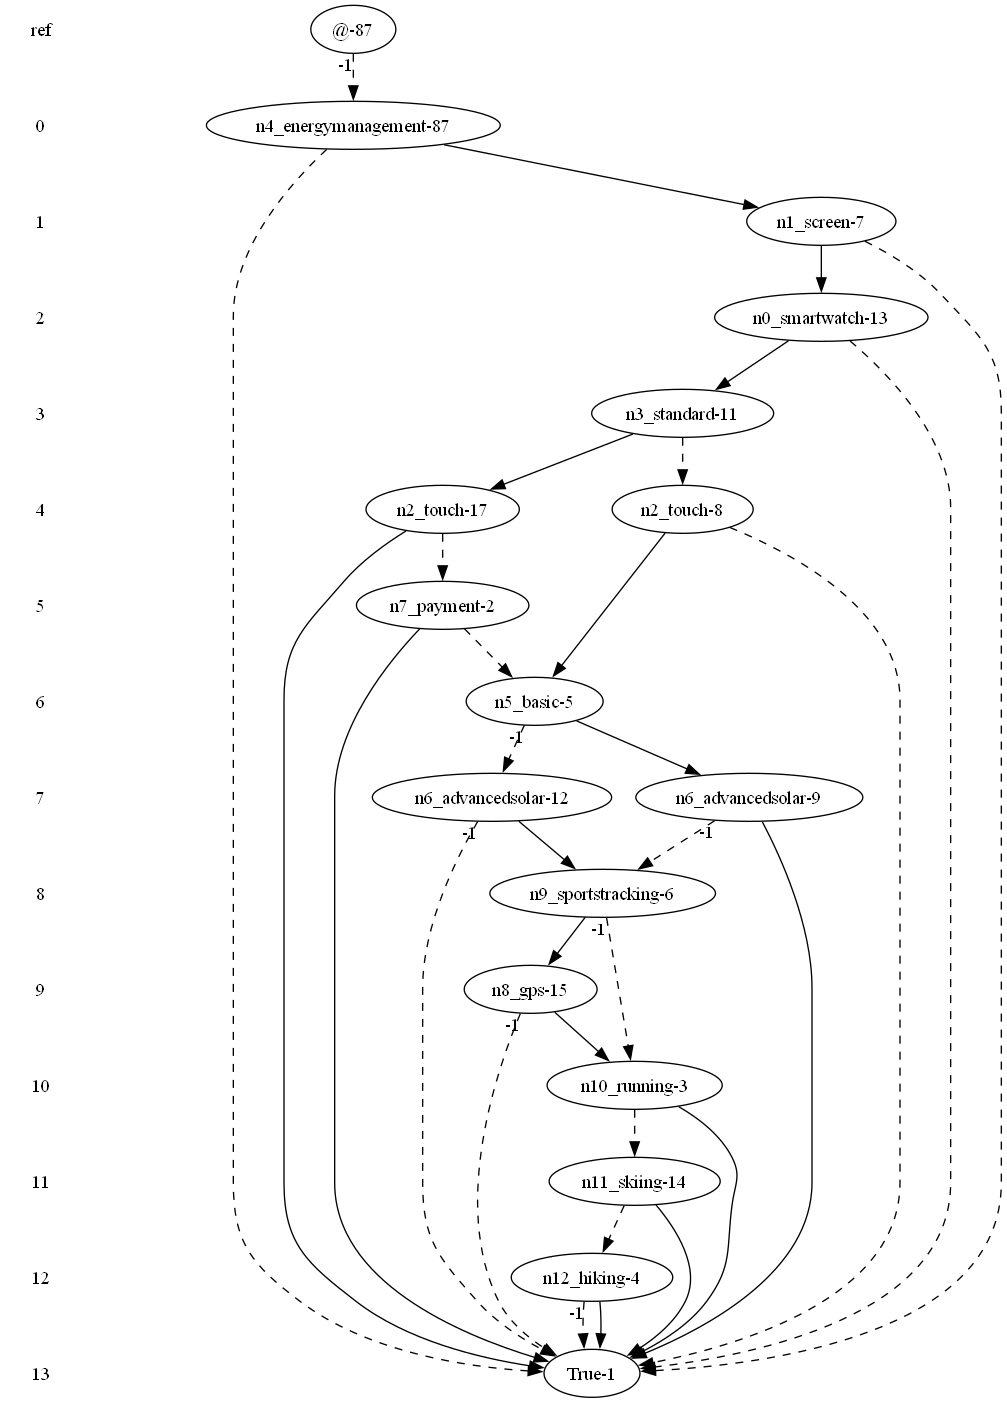 ref
@-87
-1
0
n4_energymanagement-87
1
n1_screen-7
2
n0_smartwatch-13
3
n3_standard-11
4
n2_touch-17
n2_touch-8
5
n7_payment-2
6
n5_basic-5
-1
7
n6_advancedsolar-12
n6_advancedsolar-9
-1
-1
8
n9_sportstracking-6
-1
9
n8_gps-15
-1
10
n10_running-3
11
n11_skiing-14
12
n12_hiking-4
-1
13
True-1